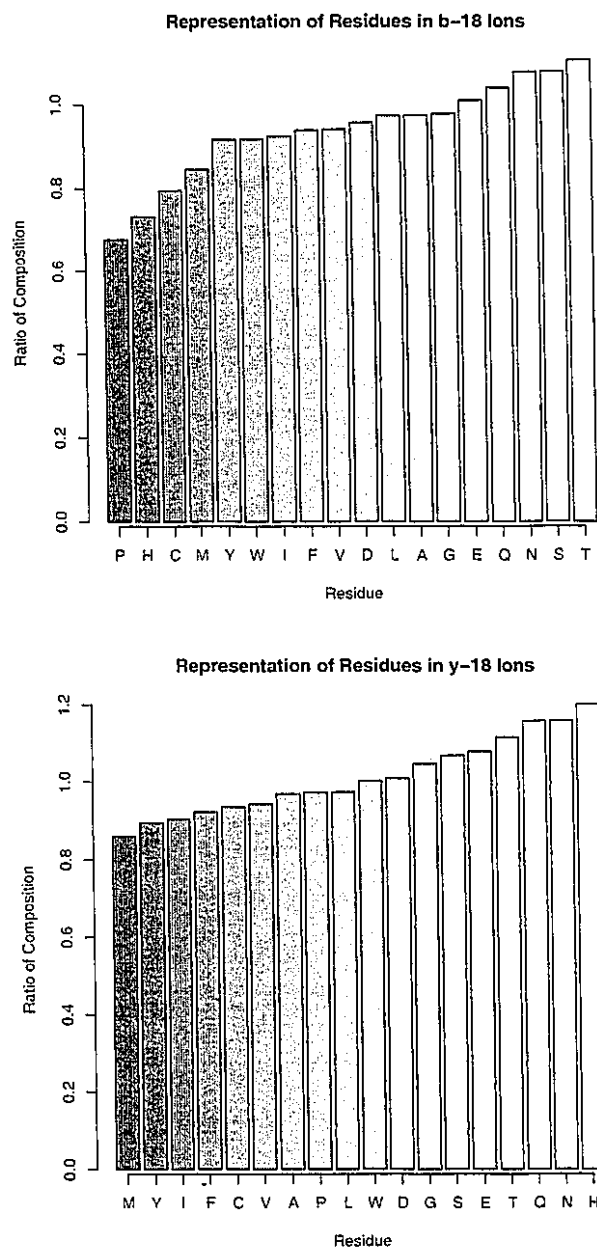 Representation of Residues in b−18 Ions
Ratio of Composition
1.0
0.8
0.6
0.4
0.2
0.0
P H C M Y W I F V D L A G E Q N S T
Residue
Representation of Residues in y−18 Ions
Ratio of Composition
1.2
1.0
0.8
0.6
0.4
0.2
0.0
M Y I F C V A P L W D G S E T Q N H
Residue